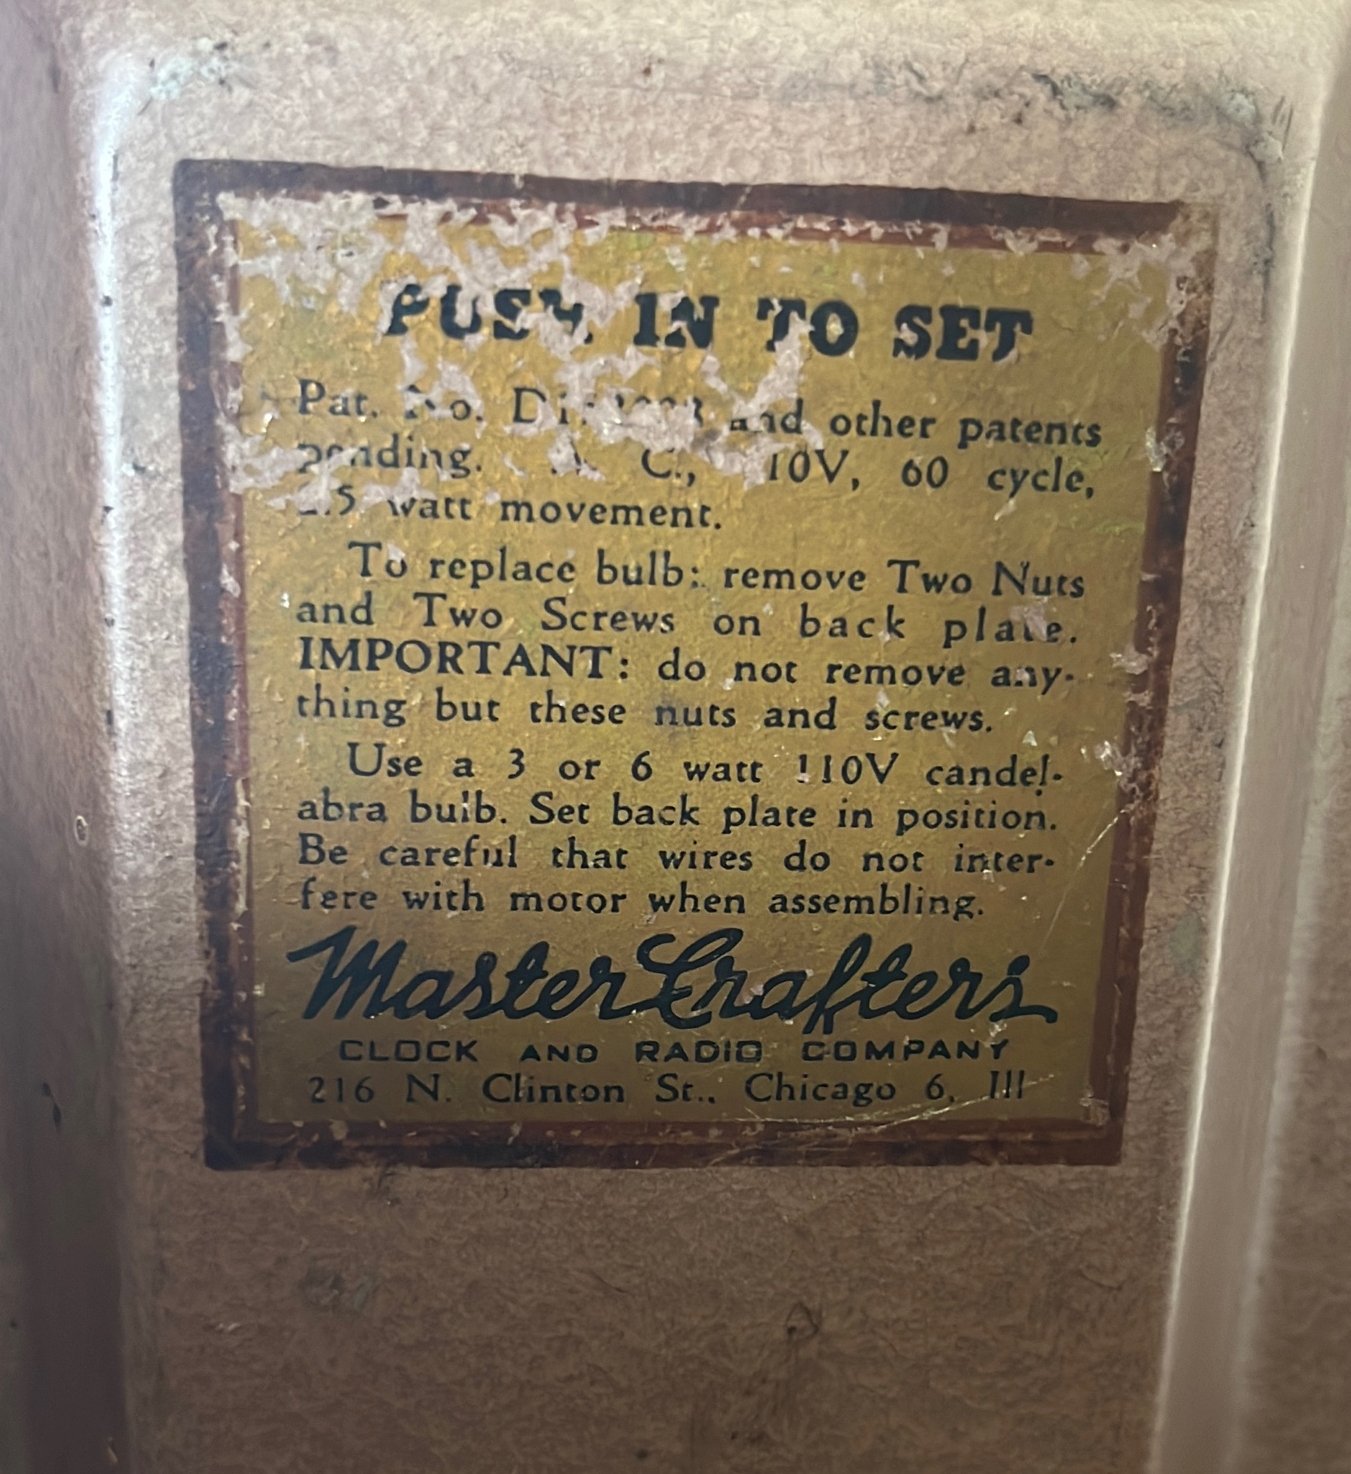 PUSH IN TO SET
Pat. No. and other patents
pending. C., 60 cycle,
watt movement.
To replace bulb: remove Two Nuts
and Two Screws on back plate.
IMPORTANT: do not remove any-
thing but these nuts and screws.
Use a 3 or 6 watt 110V candel-
abra bulb. Set back plate in position.
Be careful that wires do not inter-
fere with motor when assembling.
MasterCrafters
CLOCK AND RADIO COMPANY
216 N. Clinton St., Chicago 6, Ill